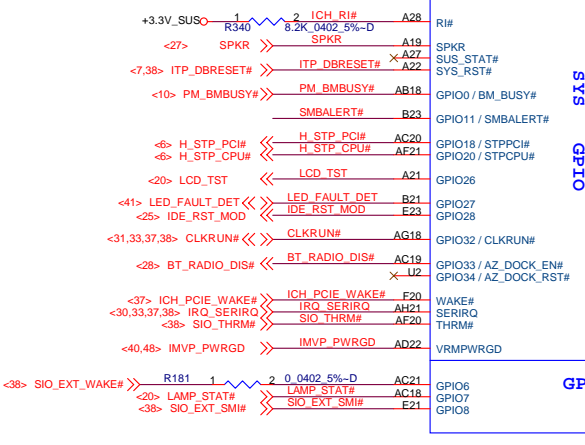 +3.3V_SUS 1 2 ICH_RI# A28 RI#
R340 8.2K_0402_5%~D
<27> SPKR SPKR A19 SPKR
A27 SUS_STAT#
<7,38> ITP_DBRESET# ITP_DBRESET# A22 SYS_RST#
<10> PM_BMBUSY# PM_BMBUSY# AB18 GPIO0 / BM_BUSY#
SMBALERT# B23 GPIO11 / SMBALERT#
<6> H_STP_PCI# H_STP_PCI# AC20 GPIO18 / STPPCI#
<6> H_STP_CPU# H_STP_CPU# AF21 GPIO20 / STPCPU#
<20> LCD_TST LCD_TST A21 GPIO26
<41> LED_FAULT_DET LED_FAULT_DET B21 GPIO27
<25> IDE_RST_MOD IDE_RST_MOD E23 GPIO28
<31,33,37,38> CLKRUN# CLKRUN# AG18 GPIO32 / CLKRUN#
<28> BT_RADIO_DIS# BT_RADIO_DIS# AC19 GPIO33 / AZ_DOCK_EN#
U2 GPIO34 / AZ_DOCK_RST#
<37> ICH_PCIE_WAKE# ICH_PCIE_WAKE# F20 WAKE#
<30,33,37,38> IRQ_SERIRQ IRQ_SERIRQ AH21 SERIRQ
<38> SIO_THRM# SIO_THRM# AF20 THRM#
<40,48> IMVP_PWRGD IMVP_PWRGD AD22 VRMPWRGD
SYS GPIO
<38> SIO_EXT_WAKE# R181 1 2 0_0402_5%~D AC21 GPIO6
<20> LAMP_STAT# LAMP_STAT# AC18 GPIO7
<38> SIO_EXT_SMI# SIO_EXT_SMI# E21 GPIO8
GP